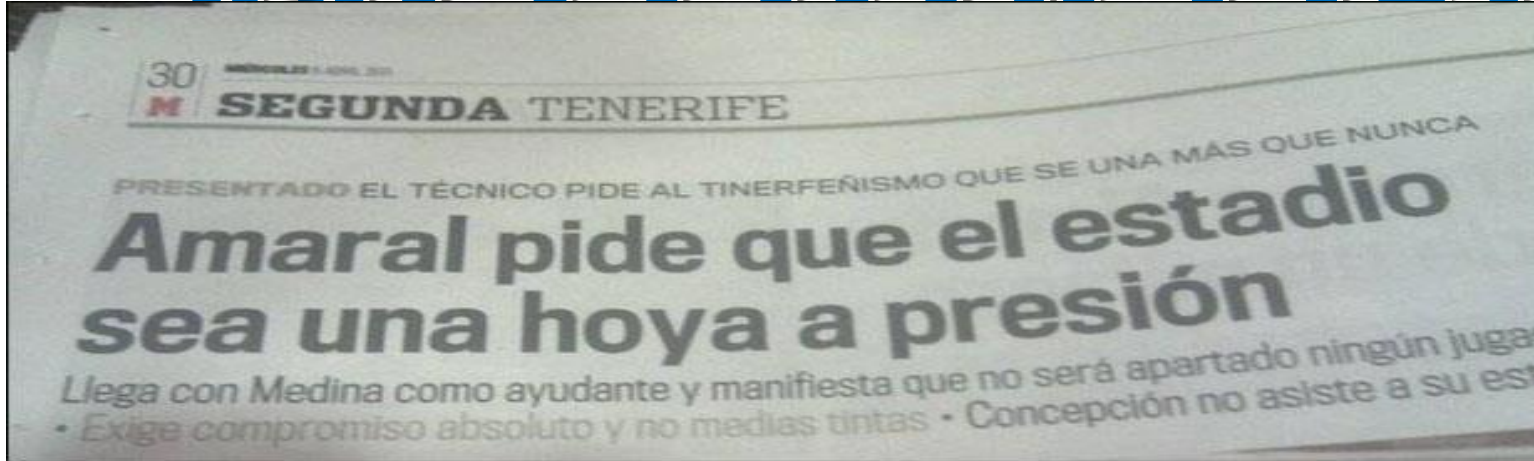 30
M SEGUNDA TENERIFE
PRESENTADO EL TÉCNICO PIDE AL TINERFEÑISMO QUE SE UNA MÁS QUE NUNCA
Amaral pide que el estadio
sea una hoya a presión
Llega con Medina como ayudante y manifiesta que no será apartado ningún juga
• Exige compromiso absoluto y no medias tintas • Concepción no asiste a su est